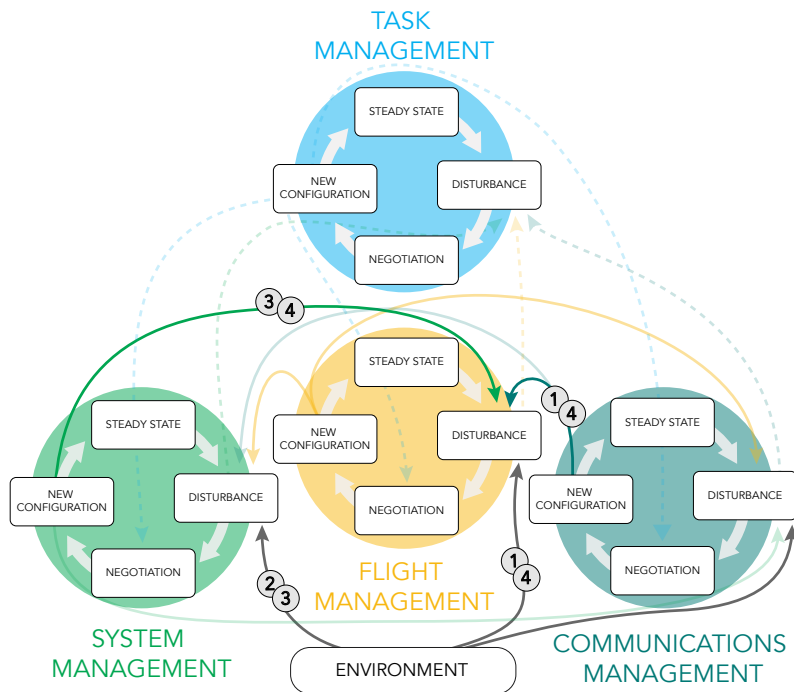 TASK
MANAGEMENT
STEADY STATE
NEW
CONFIGURATION
DISTURBANCE
NEGOTIATION
3
4
STEADY STATE
NEW
CONFIGURATION
DISTURBANCE
NEGOTIATION
1
4
STEADY STATE
NEW
CONFIGURATION
DISTURBANCE
NEGOTIATION
STEADY STATE
NEW
CONFIGURATION
DISTURBANCE
NEGOTIATION
2
3
1
4
FLIGHT
MANAGEMENT
SYSTEM
MANAGEMENT
COMMUNICATIONS
MANAGEMENT
ENVIRONMENT